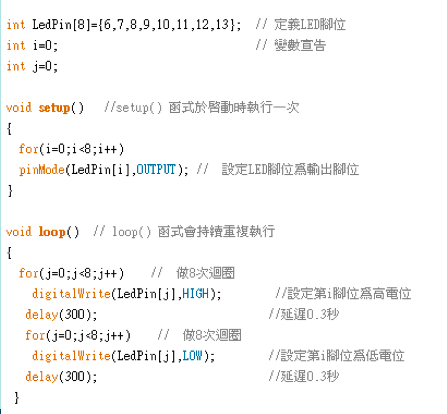 int LedPin[8]={6,7,8,9,10,11,12,13};  // 定義LED腳位
int i=0;                              // 變數宣告
int j=0;
void setup()   //setup() 函式於啟動時執行一次
{
  for(i=0;i<8;i++)
  pinMode(LedPin[i],OUTPUT); //  設定LED腳位為輸出腳位
}
void loop()  // loop() 函式會持續重複執行
{
  for(j=0;j<8;j++)    //  做8次迴圈
    digitalWrite(LedPin[j],HIGH);        //設定第i腳位為高電位
   delay(300);                          //延遲0.3秒
   for(j=0;j<8;j++)    //  做8次迴圈
    digitalWrite(LedPin[j],LOW);        //設定第i腳位為低電位
   delay(300);                          //延遲0.3秒
 }